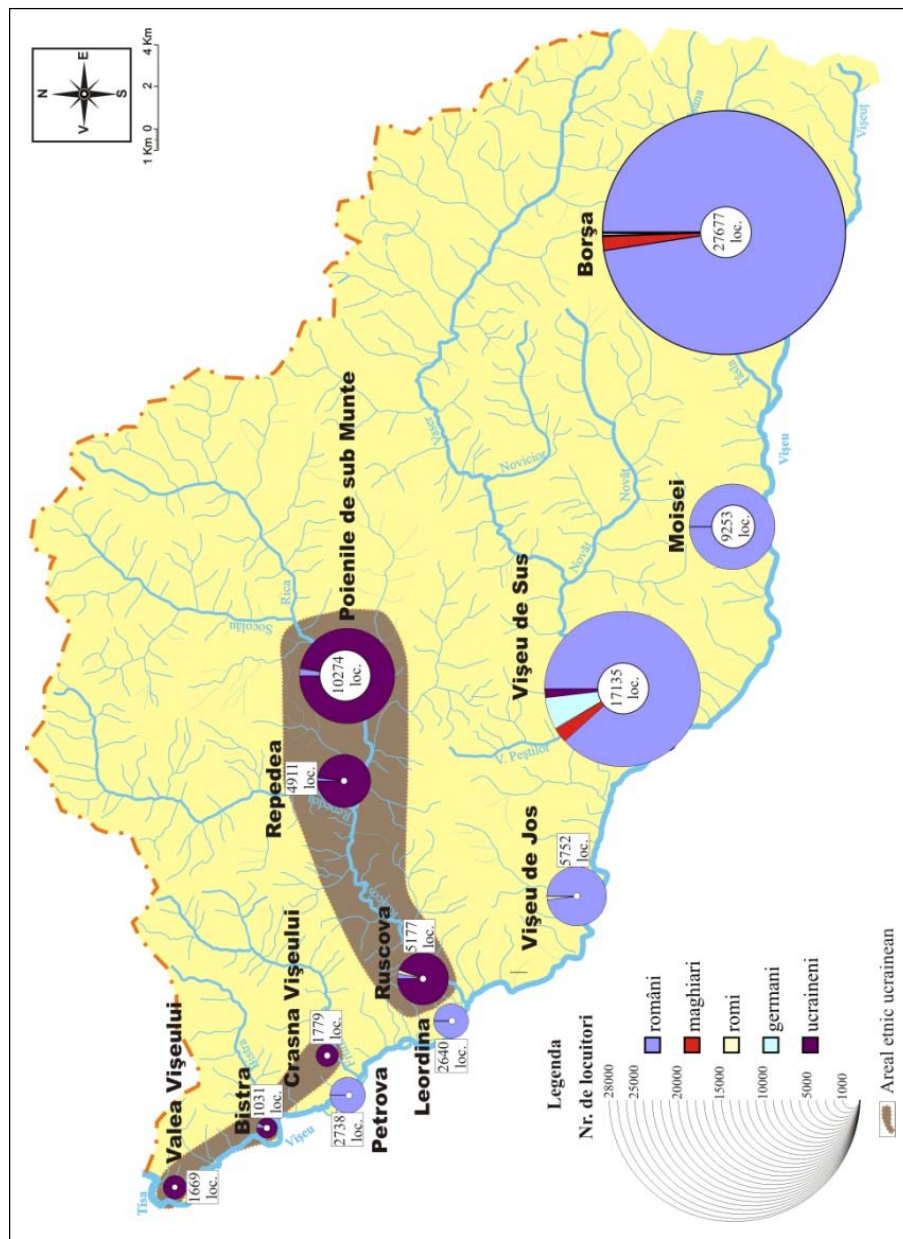 N
E
S
V
1 Km 0 2 4 Km
Tisa
Valea Vişeului
1669
loc.
Bistra
1031
loc.
Bistra
Vişeu
Crasna Vişeului
1779
loc.
Petrova
2738
loc.
Leordina
2640
loc.
Ruscova
5177
loc.
Repedea
4911
loc.
Poienile de sub Munte
10274
loc.
Socolău
Rica
Vişeu de Jos
5752
loc.
Vişeu de Sus
17135
loc.
V. Peştilor
Vaser
Novicior
Novăţ
Novăţ
Moisei
9253
loc.
Vişeu
Borşa
27677
loc.
Vişeuţ
Legenda
Nr. de locuitori
28000
25000
20000
15000
10000
5000
1000
români
maghiari
romi
germani
ucraineni
Areal etnic ucrainean